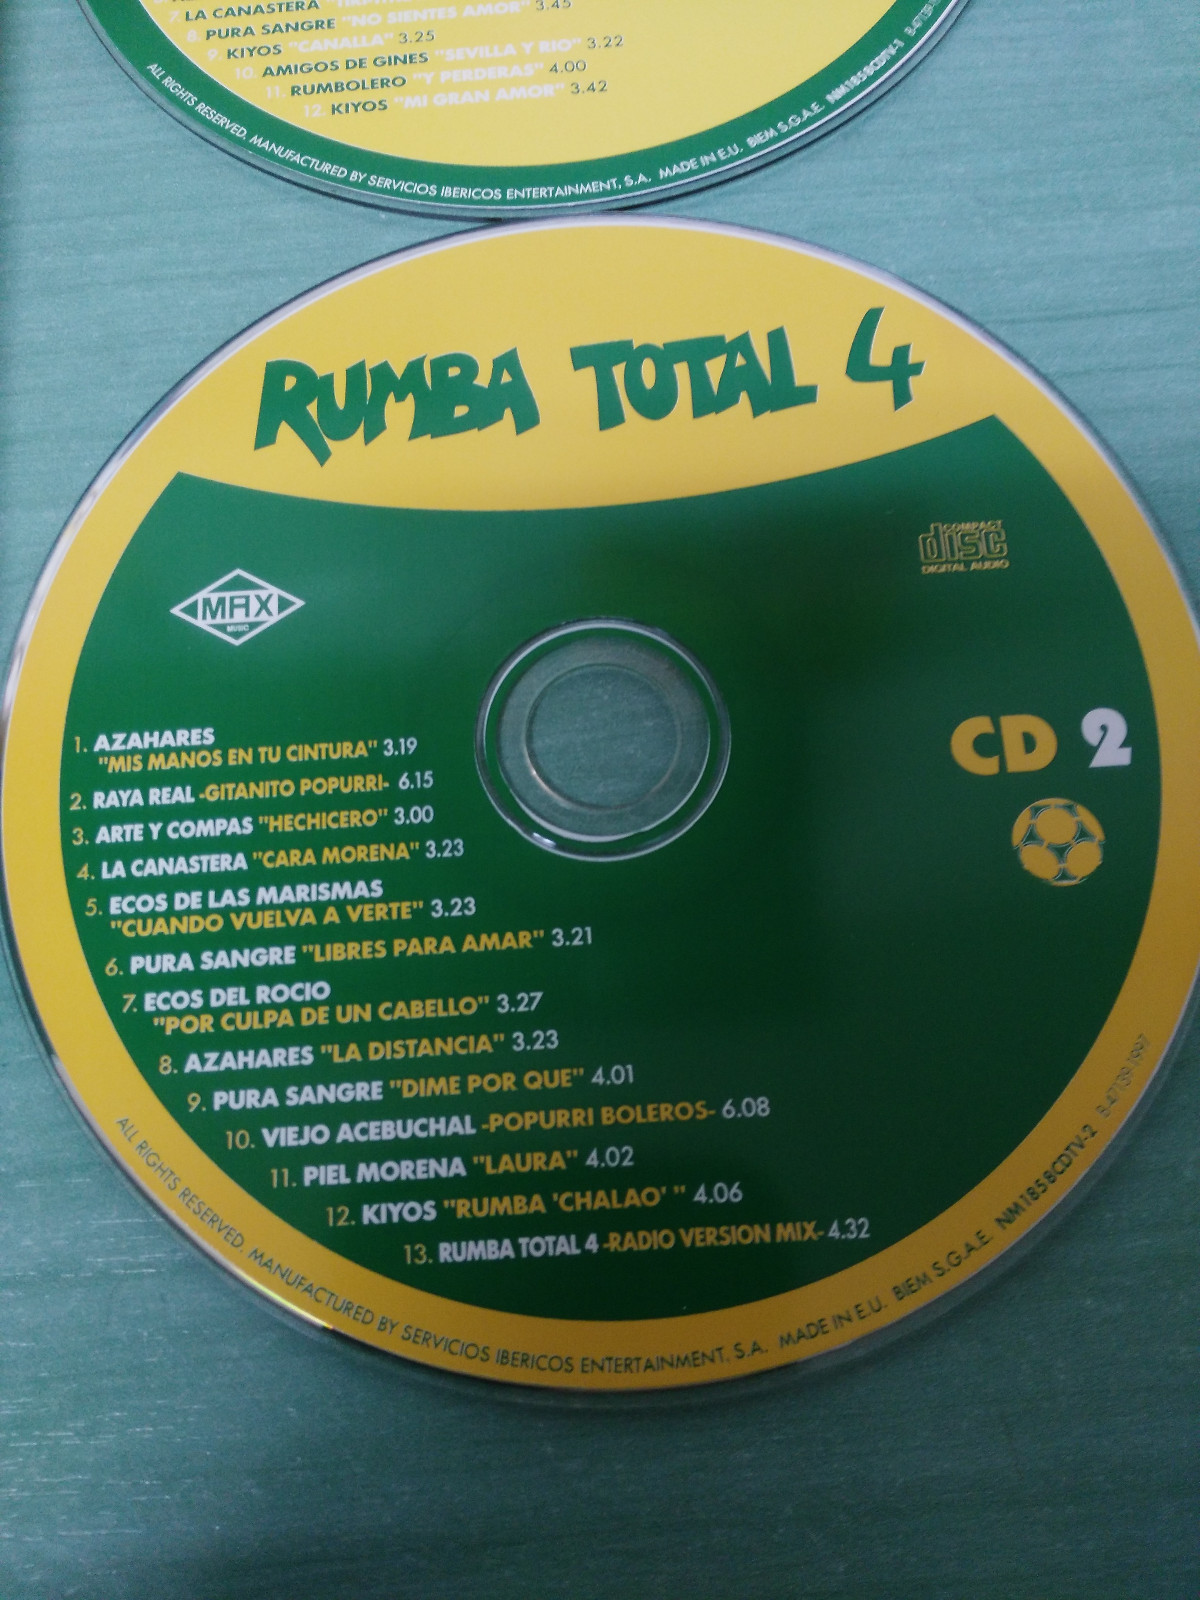 7. LA CANASTERA
8. PURA SANGRE "NO SIENTES AMOR" 3.45
9. KIYOS "CANALLA" 3.25
10. AMIGOS DE GINES "SEVILLA Y RIO" 3.22
11. RUMBOLERO "Y PERDERAS" 4.00
12. KIYOS "MI GRAN AMOR" 3.42
ALL RIGHTS RESERVED. MANUFACTURED BY SERVICIOS IBERICOS ENTERTAINMENT, S.A. MADE IN E.U. BIEM S.G.A.E. NM1858CDTV-1
RUMBA TOTAL 4
COMPACT
disc
DIGITAL AUDIO
MAX
MUSIC
CD 2
1. AZAHARES
"MIS MANOS EN TU CINTURA" 3.19
2. RAYA REAL -GITANITO POPURRI- 6.15
3. ARTE Y COMPAS "HECHICERO" 3.00
4. LA CANASTERA "CARA MORENA" 3.23
5. ECOS DE LAS MARISMAS
"CUANDO VUELVA A VERTE" 3.23
6. PURA SANGRE "LIBRES PARA AMAR" 3.21
7. ECOS DEL ROCIO
"POR CULPA DE UN CABELLO" 3.27
8. AZAHARES "LA DISTANCIA" 3.23
9. PURA SANGRE "DIME POR QUE" 4.01
10. VIEJO ACEBUCHAL -POPURRI BOLEROS- 6.08
11. PIEL MORENA "LAURA" 4.02
12. KIYOS "RUMBA 'CHALAO' " 4.06
13. RUMBA TOTAL 4 -RADIO VERSION MIX- 4.32
ALL RIGHTS RESERVED. MANUFACTURED BY SERVICIOS IBERICOS ENTERTAINMENT, S.A. MADE IN E.U. BIEM S.G.A.E. NM1858CDTV-2 B-47139-1997